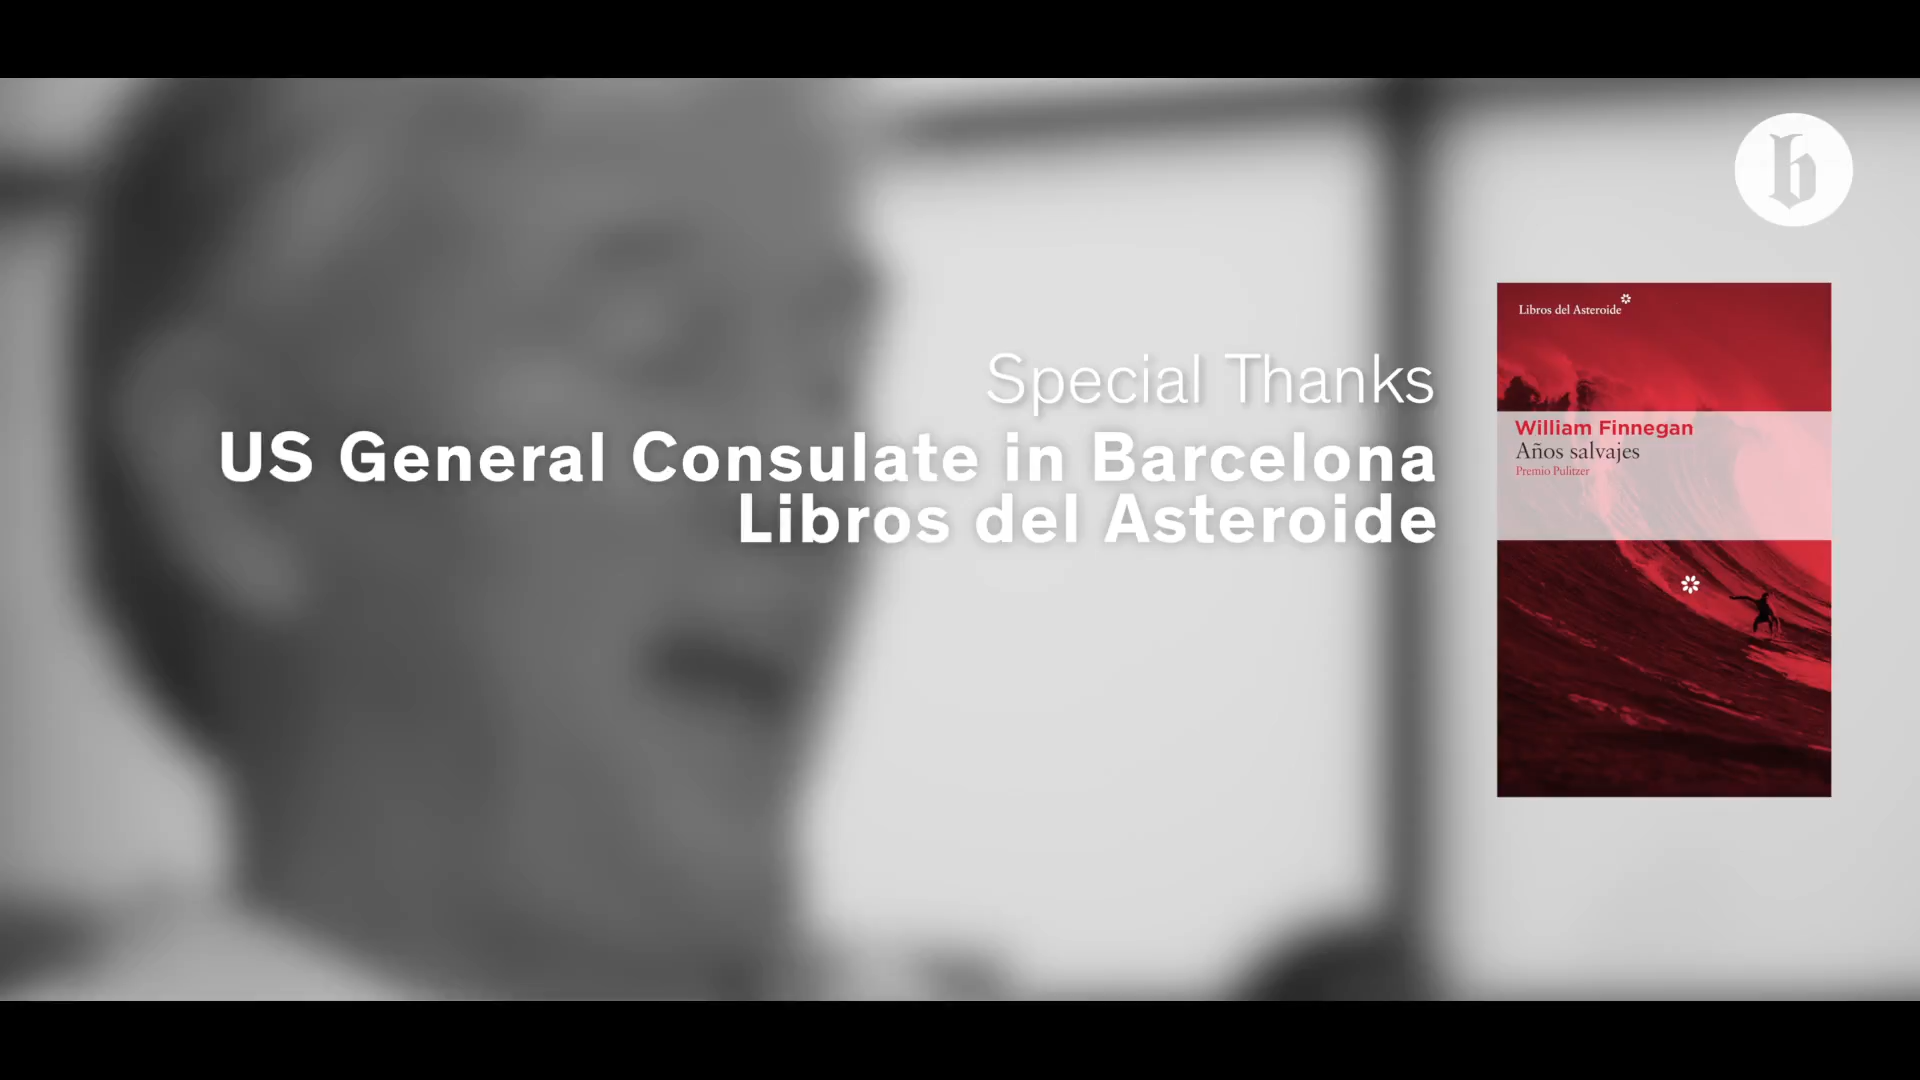 b
Special Thanks
US General Consulate in Barcelona
Libros del Asteroide
Libros del Asteroide
William Finnegan
Años salvajes
Premio Pulitzer